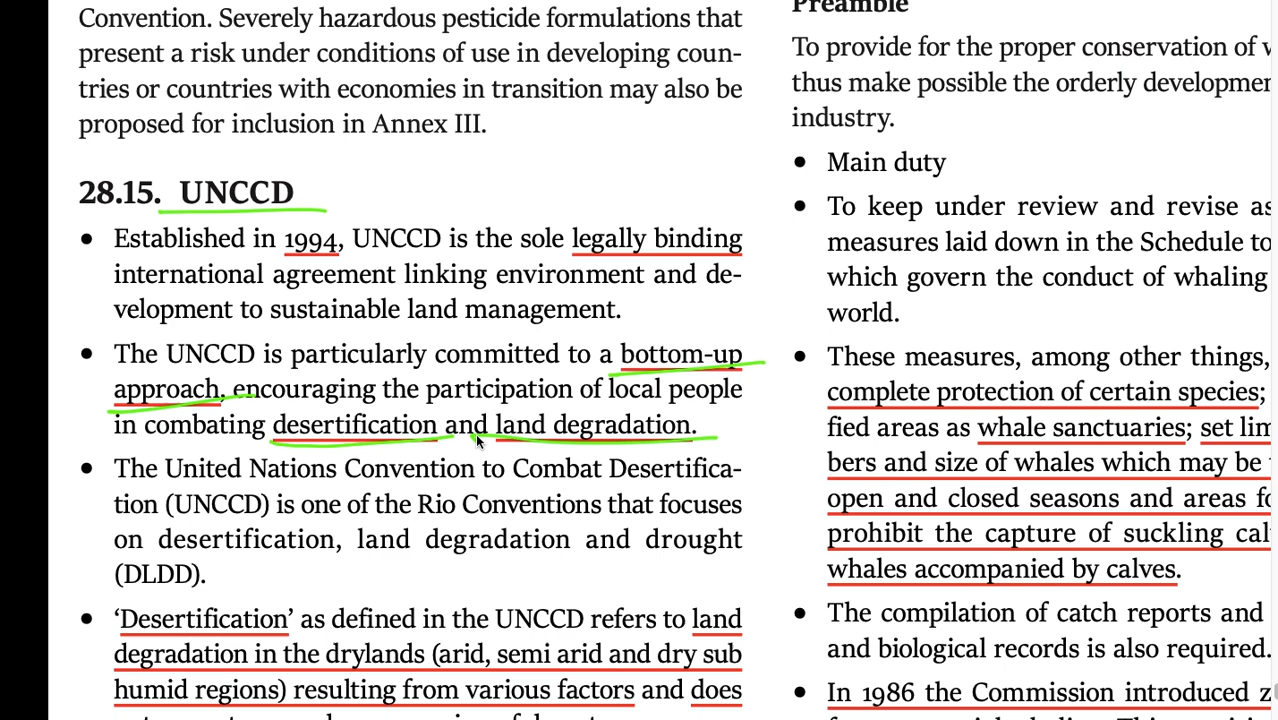 Convention. Severely hazardous pesticide formulations that
present a risk under conditions of use in developing coun-
tries or countries with economies in transition may also be
proposed for inclusion in Annex III.
28.15. UNCCD
• Established in 1994, UNCCD is the sole legally binding
international agreement linking environment and de-
velopment to sustainable land management.
• The UNCCD is particularly committed to a bottom-up
approach, encouraging the participation of local people
in combating desertification and land degradation.
• The United Nations Convention to Combat Desertifica-
tion (UNCCD) is one of the Rio Conventions that focuses
on desertification, land degradation and drought
(DLDD).
• ‘Desertification’ as defined in the UNCCD refers to land
degradation in the drylands (arid, semi arid and dry sub
humid regions) resulting from various factors and does
Preamble
To provide for the proper conservation of
thus make possible the orderly developmen
industry.
• Main duty
• To keep under review and revise as
measures laid down in the Schedule to
which govern the conduct of whaling
world.
• These measures, among other things,
complete protection of certain species;
fied areas as whale sanctuaries; set lim
bers and size of whales which may be
open and closed seasons and areas fo
prohibit the capture of suckling cal
whales accompanied by calves.
• The compilation of catch reports and
and biological records is also required.
• In 1986 the Commission introduced z